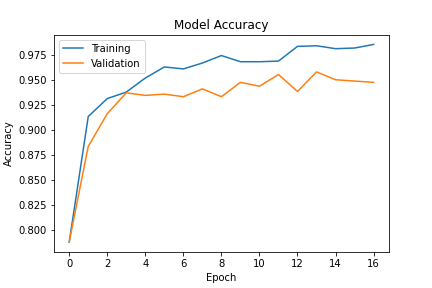 Model Accuracy
Training
Validation
Accuracy
0.975
0.950
0.925
0.900
0.875
0.850
0.825
0.800
0 2 4 6 8 10 12 14 16
Epoch